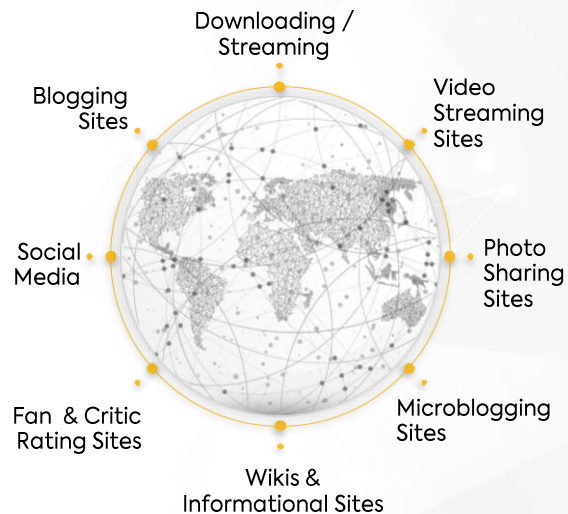 Downloading /
Streaming
Video
Streaming
Sites
Photo
Sharing
Sites
Microblogging
Sites
Wikis &
Informational Sites
Fan & Critic
Rating Sites
Social
Media
Blogging
Sites